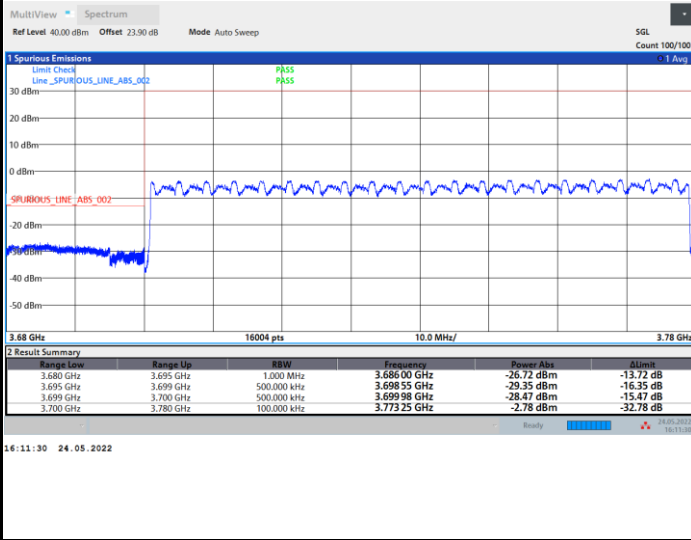 MultiView Spectrum
Ref Level 40.00 dBm Offset 23.90 dB Mode Auto Sweep SGL
Count 100/100
1 Spurious Emissions 1 Avg
Limit Check PASS
Line _SPURIOUS_LINE_ABS_002 PASS
30 dBm
20 dBm
10 dBm
0 dBm
_SPURIOUS_LINE_ABS_002
-20 dBm
-30 dBm
-40 dBm
-50 dBm
3.68 GHz 16004 pts 10.0 MHz/ 3.78 GHz
2 Result Summary
Range Low Range Up RBW Frequency Power Abs ΔLimit
3.680 GHz 3.695 GHz 1.000 MHz 3.686 00 GHz -26.72 dBm -13.72 dB
3.695 GHz 3.699 GHz 500.000 kHz 3.698 55 GHz -29.35 dBm -16.35 dB
3.699 GHz 3.700 GHz 500.000 kHz 3.699 98 GHz -28.47 dBm -15.47 dB
3.700 GHz 3.780 GHz 100.000 kHz 3.773 25 GHz -2.78 dBm -32.78 dB
Ready 24.05.2022
16:11:30
16:11:30 24.05.2022